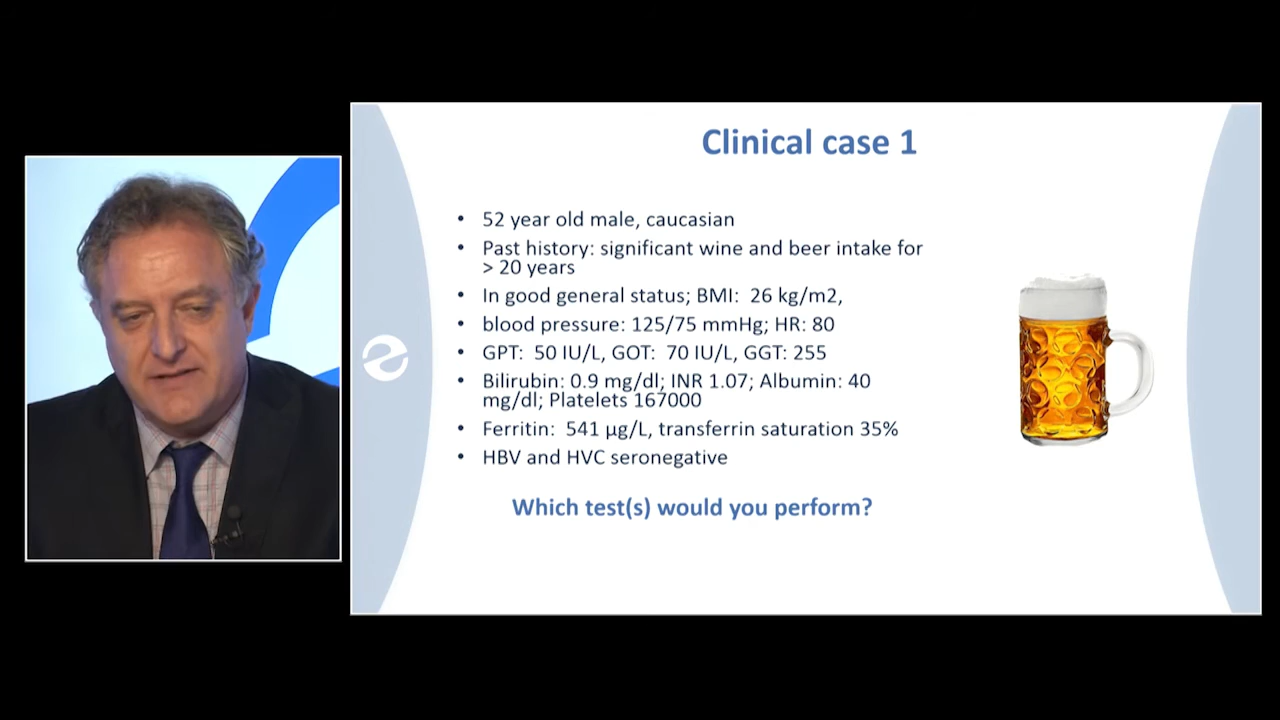 Clinical case 1
• 52 year old male, caucasian
• Past history: significant wine and beer intake for
> 20 years
• In good general status; BMI: 26 kg/m2,
• blood pressure: 125/75 mmHg; HR: 80
• GPT: 50 IU/L, GOT: 70 IU/L, GGT: 255
• Bilirubin: 0.9 mg/dl; INR 1.07; Albumin: 40
mg/dl; Platelets 167000
• Ferritin: 541 µg/L, transferrin saturation 35%
• HBV and HVC seronegative
Which test(s) would you perform?